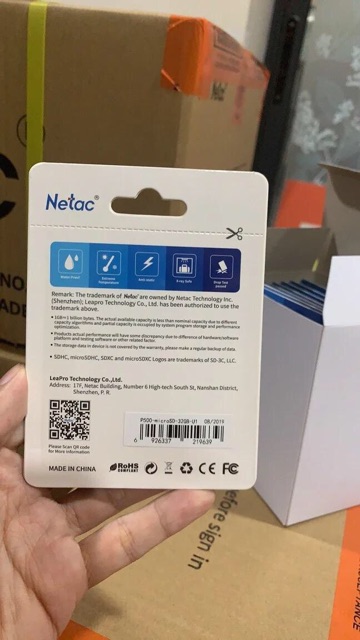 Netac®
Water Proof
Extreme
Temperature
Anti-static
X-ray Safe
Drop Test
passed
Remark: The trademark of Netac® are owned by Netac Technology Inc.
(Shenzhen); Leapro Technology Co., Ltd. has been authorized to use the
trademark above.
• 1GB=1 billion bytes. The actual available capacity is less than nominal capacity due to different
capacity algorithms and partial capacity is occupied by system program storage and performance
optimization.
• Products actual performance will have some discrepancy due to difference of hardware/software
platform and testing software or other related factor.
• The storage data in device is not covered by the warranty, please make a regular backup of data.
• SDHC, microSDHC, SDXC and microSDXC Logos are trademarks of SD-3C, LLC.
LeaPro Technology Co.,Ltd.
Address: 17F, Netac Building, Number 6 High-tech South St, Nanshan District,
Shenzhen, P. R.
P500-microSD-32GB-U1 08/2019
6 926337 219639
Please Scan QR code
for More information
MADE IN CHINA
RoHS
COMPLIANT
CE FC
before sign in